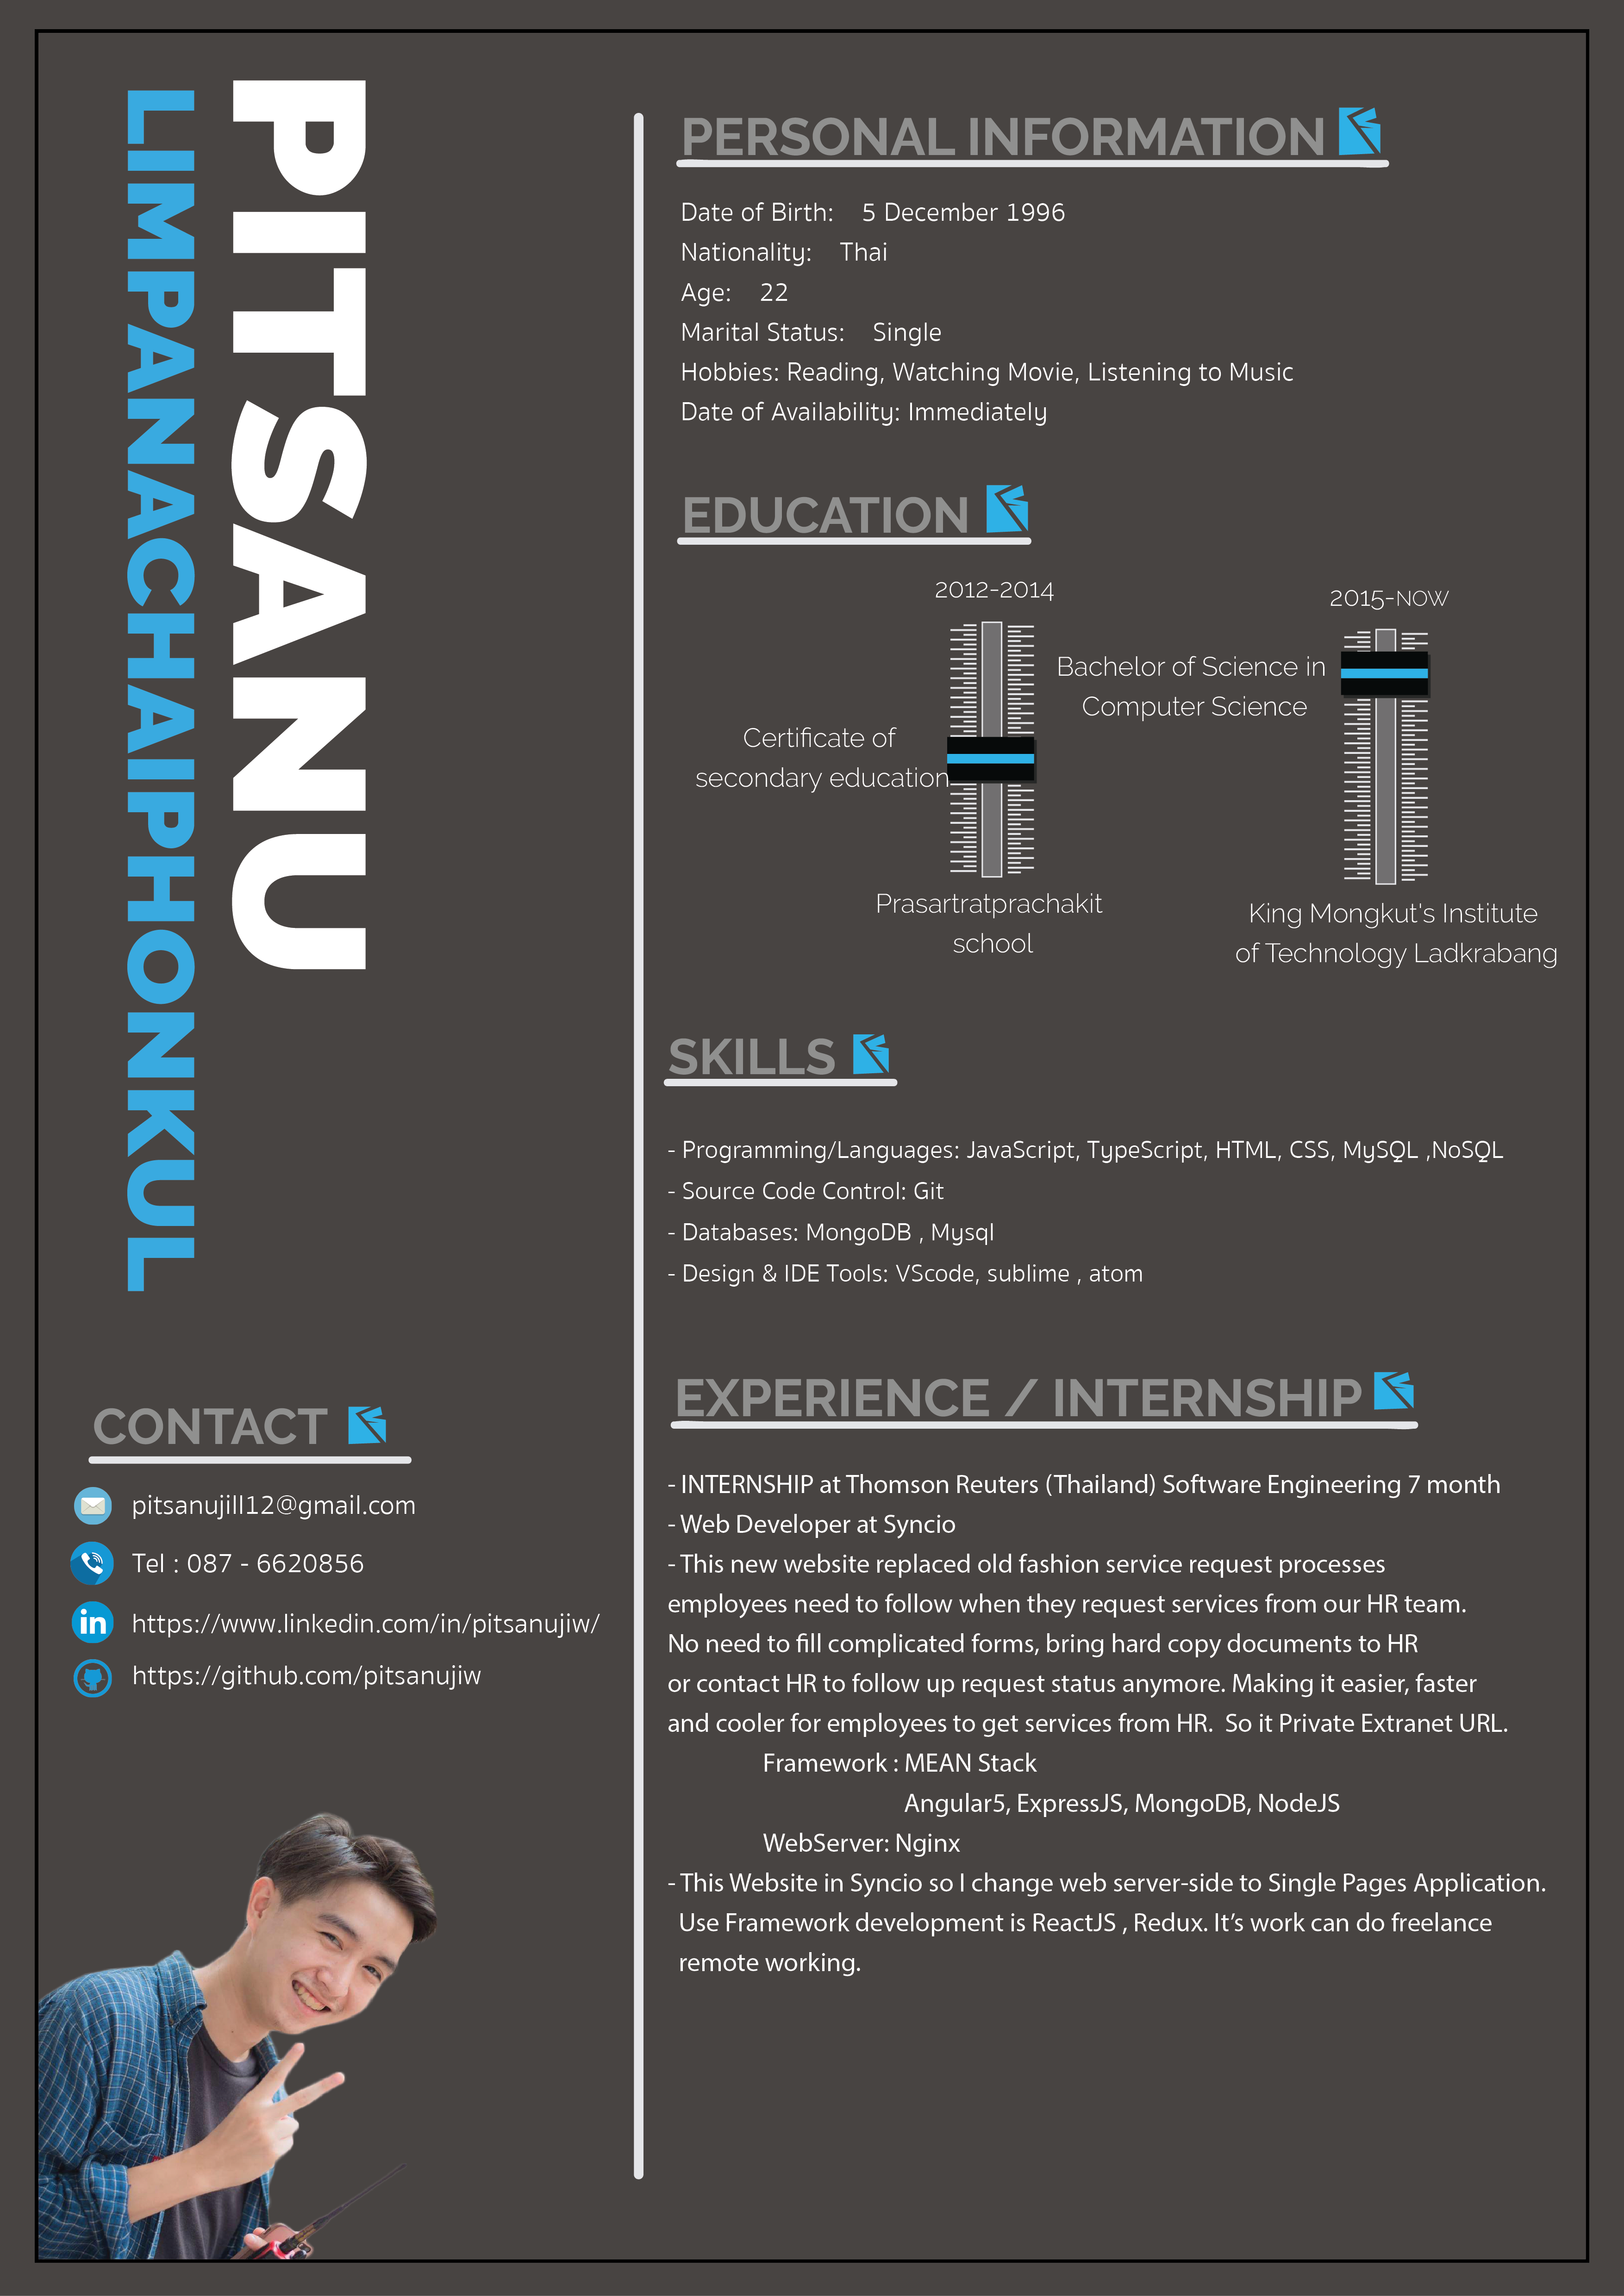 PITSANU
LIMPANACHAIPHONKUL
CONTACT
pitsanujill12@gmail.com
Tel : 087 - 6620856
in
https://www.linkedin.com/in/pitsanujiw/
https://github.com/pitsanujiw
PERSONAL INFORMATION
Date of Birth: 5 December 1996
Nationality: Thai
Age: 22
Marital Status: Single
Hobbies: Reading, Watching Movie, Listening to Music
Date of Availability: Immediately
EDUCATION
2012-2014
Certificate of
secondary education
Prasartratprachakit
school
2015-NOW
Bachelor of Science in
Computer Science
King Mongkut's Institute
of Technology Ladkrabang
SKILLS
- Programming/Languages: JavaScript, TypeScript, HTML, CSS, MySQL ,NoSQL
- Source Code Control: Git
- Databases: MongoDB , Mysql
- Design & IDE Tools: VScode, sublime , atom
EXPERIENCE / INTERNSHIP
- INTERNSHIP at Thomson Reuters (Thailand) Software Engineering 7 month
- Web Developer at Syncio
- This new website replaced old fashion service request processes
employees need to follow when they request services from our HR team.
No need to fill complicated forms, bring hard copy documents to HR
or contact HR to follow up request status anymore. Making it easier, faster
and cooler for employees to get services from HR. So it Private Extranet URL.
Framework : MEAN Stack
Angular5, ExpressJS, MongoDB, NodeJS
WebServer: Nginx
- This Website in Syncio so I change web server-side to Single Pages Application.
Use Framework development is ReactJS , Redux. It’s work can do freelance
remote working.